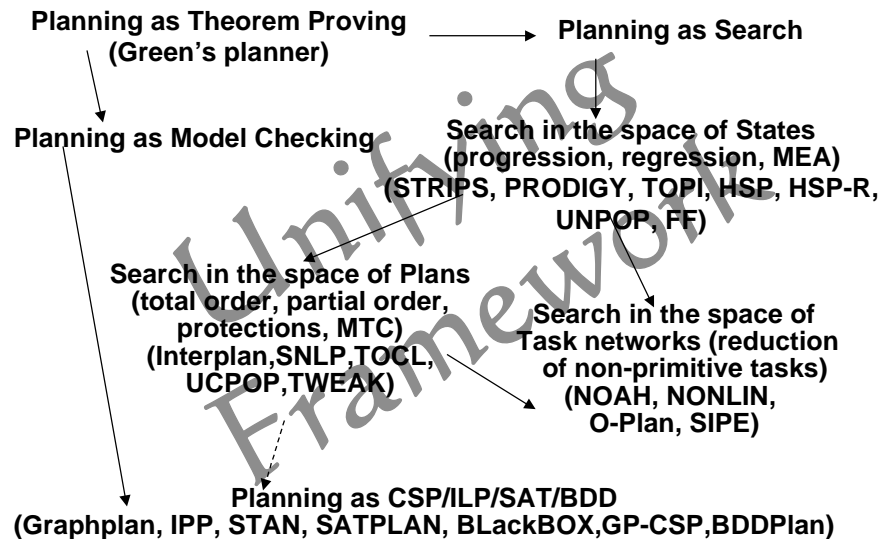 Planning as Theorem Proving
(Green's planner)
Planning as Search
Planning as Model Checking
Search in the space of States
(progression, regression, MEA)
(STRIPS, PRODIGY, TOPI, HSP, HSP-R,
UNPOP, FF)
Unifying
Framework
Search in the space of Plans
(total order, partial order,
protections, MTC)
(Interplan,SNLP,TOCL,
UCPOP,TWEAK)
Search in the space of
Task networks (reduction
of non-primitive tasks)
(NOAH, NONLIN,
O-Plan, SIPE)
Planning as CSP/ILP/SAT/BDD
(Graphplan, IPP, STAN, SATPLAN, BLackBOX,GP-CSP,BDDPlan)